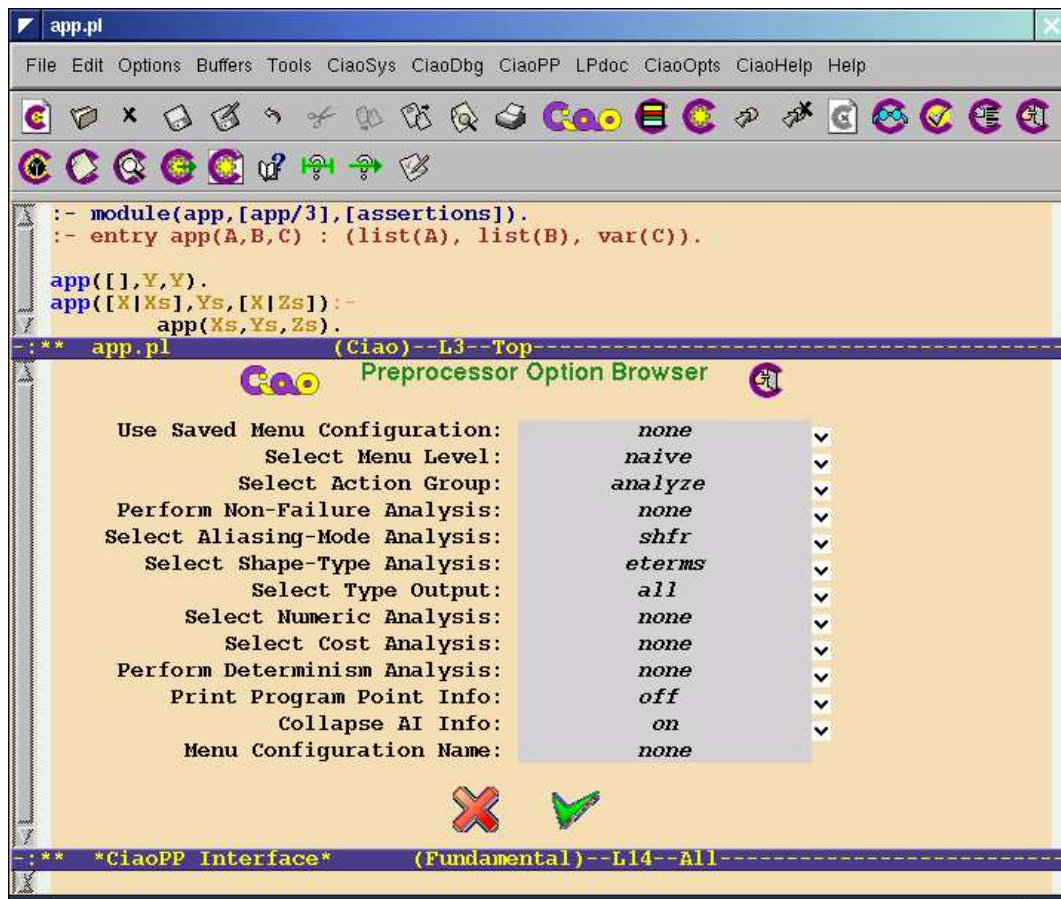 app.pl
File Edit Options Buffers Tools CiaoSys CiaoDbg CiaoPP LPdoc CiaoOpts CiaoHelp Help
Ciao
:- module(app,[app/3],[assertions]).
:- entry app(A,B,C) : (list(A), list(B), var(C)).
app([],Y,Y).
app([X|Xs],Ys,[X|Zs]):-
app(Xs,Ys,Zs).
-:** app.pl (Ciao)--L3--Top----------------------------------------
Ciao Preprocessor Option Browser
Use Saved Menu Configuration: none
Select Menu Level: naive
Select Action Group: analyze
Perform Non-Failure Analysis: none
Select Aliasing-Mode Analysis: shfr
Select Shape-Type Analysis: eterms
Select Type Output: all
Select Numeric Analysis: none
Select Cost Analysis: none
Perform Determinism Analysis: none
Print Program Point Info: off
Collapse AI Info: on
Menu Configuration Name: none
-:** *CiaoPP Interface* (Fundamental)--L14--All--------------------------